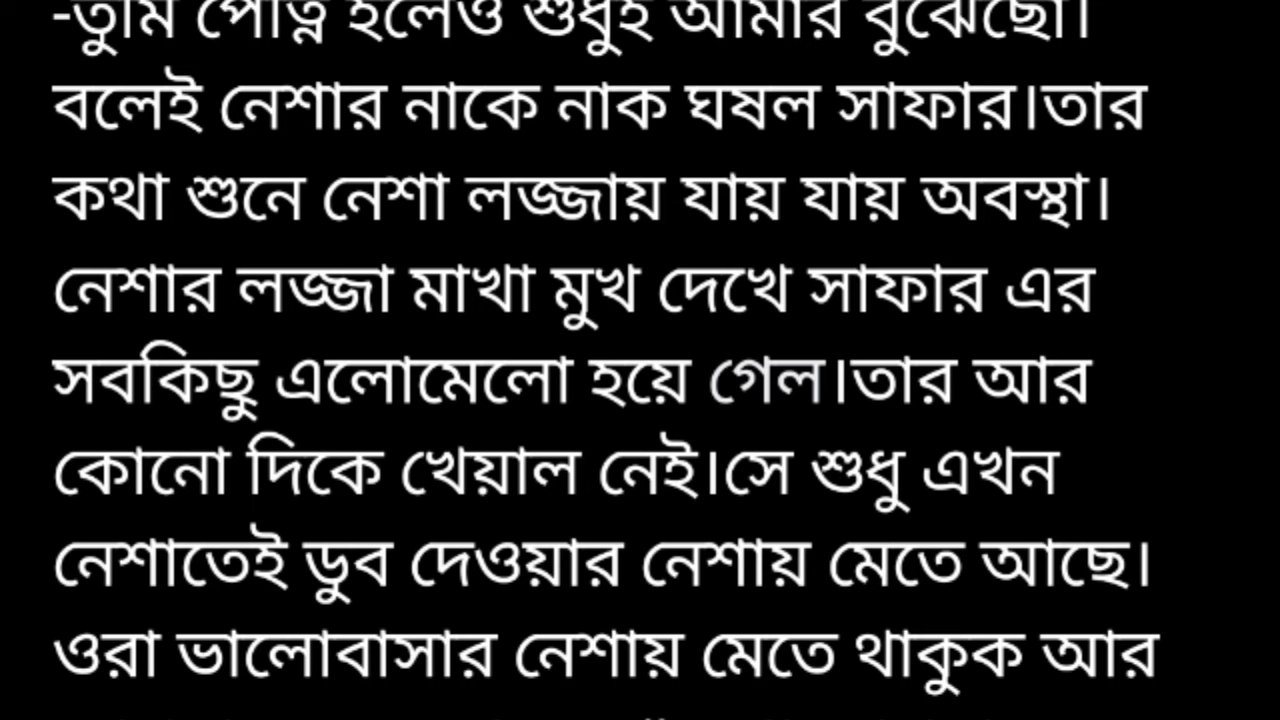 -তুমি পেত্নি হলেও শুধুই আমার বুঝেছো।
বলেই নেশার নাকে নাক ঘষল সাফার।তার
কথা শুনে নেশা লজ্জায় যায় যায় অবস্থা।
নেশার লজ্জা মাখা মুখ দেখে সাফার এর
সবকিছু এলোমেলো হয়ে গেল।তার আর
কোনো দিকে খেয়াল নেই।সে শুধু এখন
নেশাতেই ডুব দেওয়ার নেশায় মেতে আছে।
ওরা ভালোবাসার নেশায় মেতে থাকুক আর